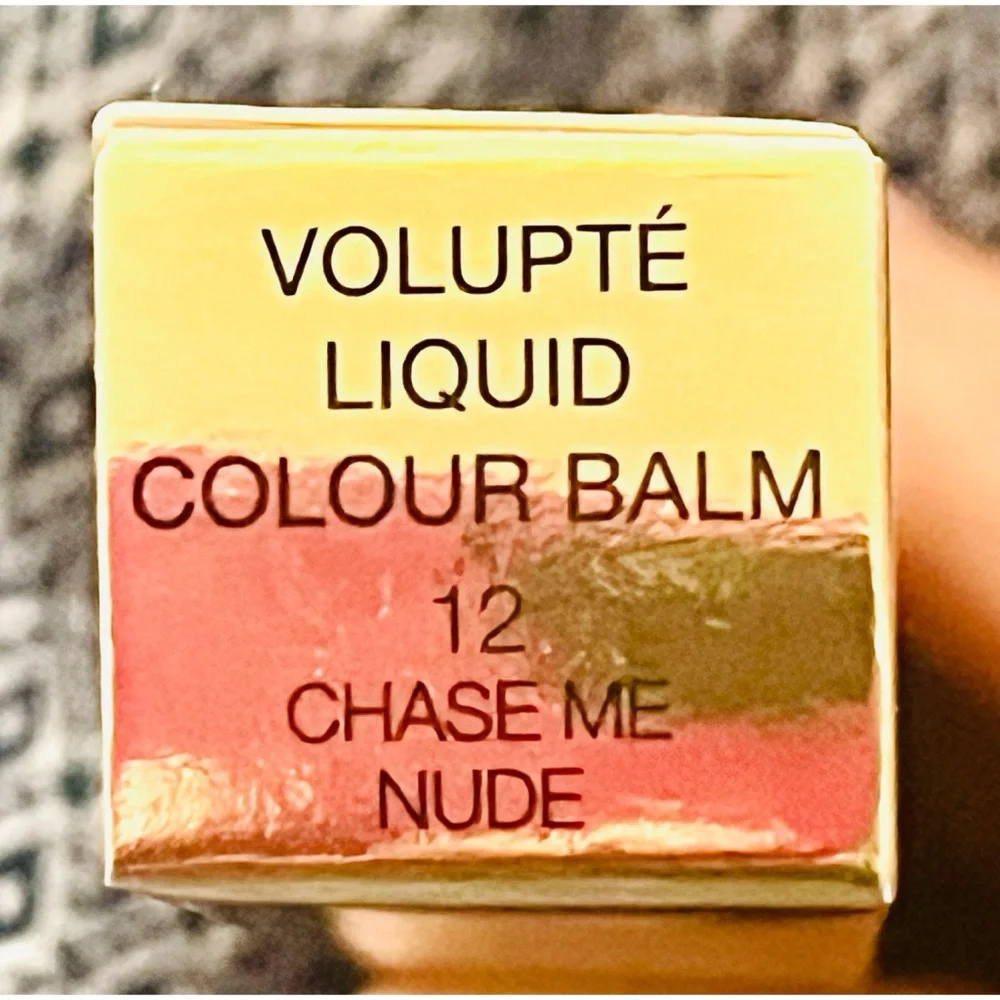 VOLUPTÉ
LIQUID
COLOUR BALM
12
CHASE ME
NUDE